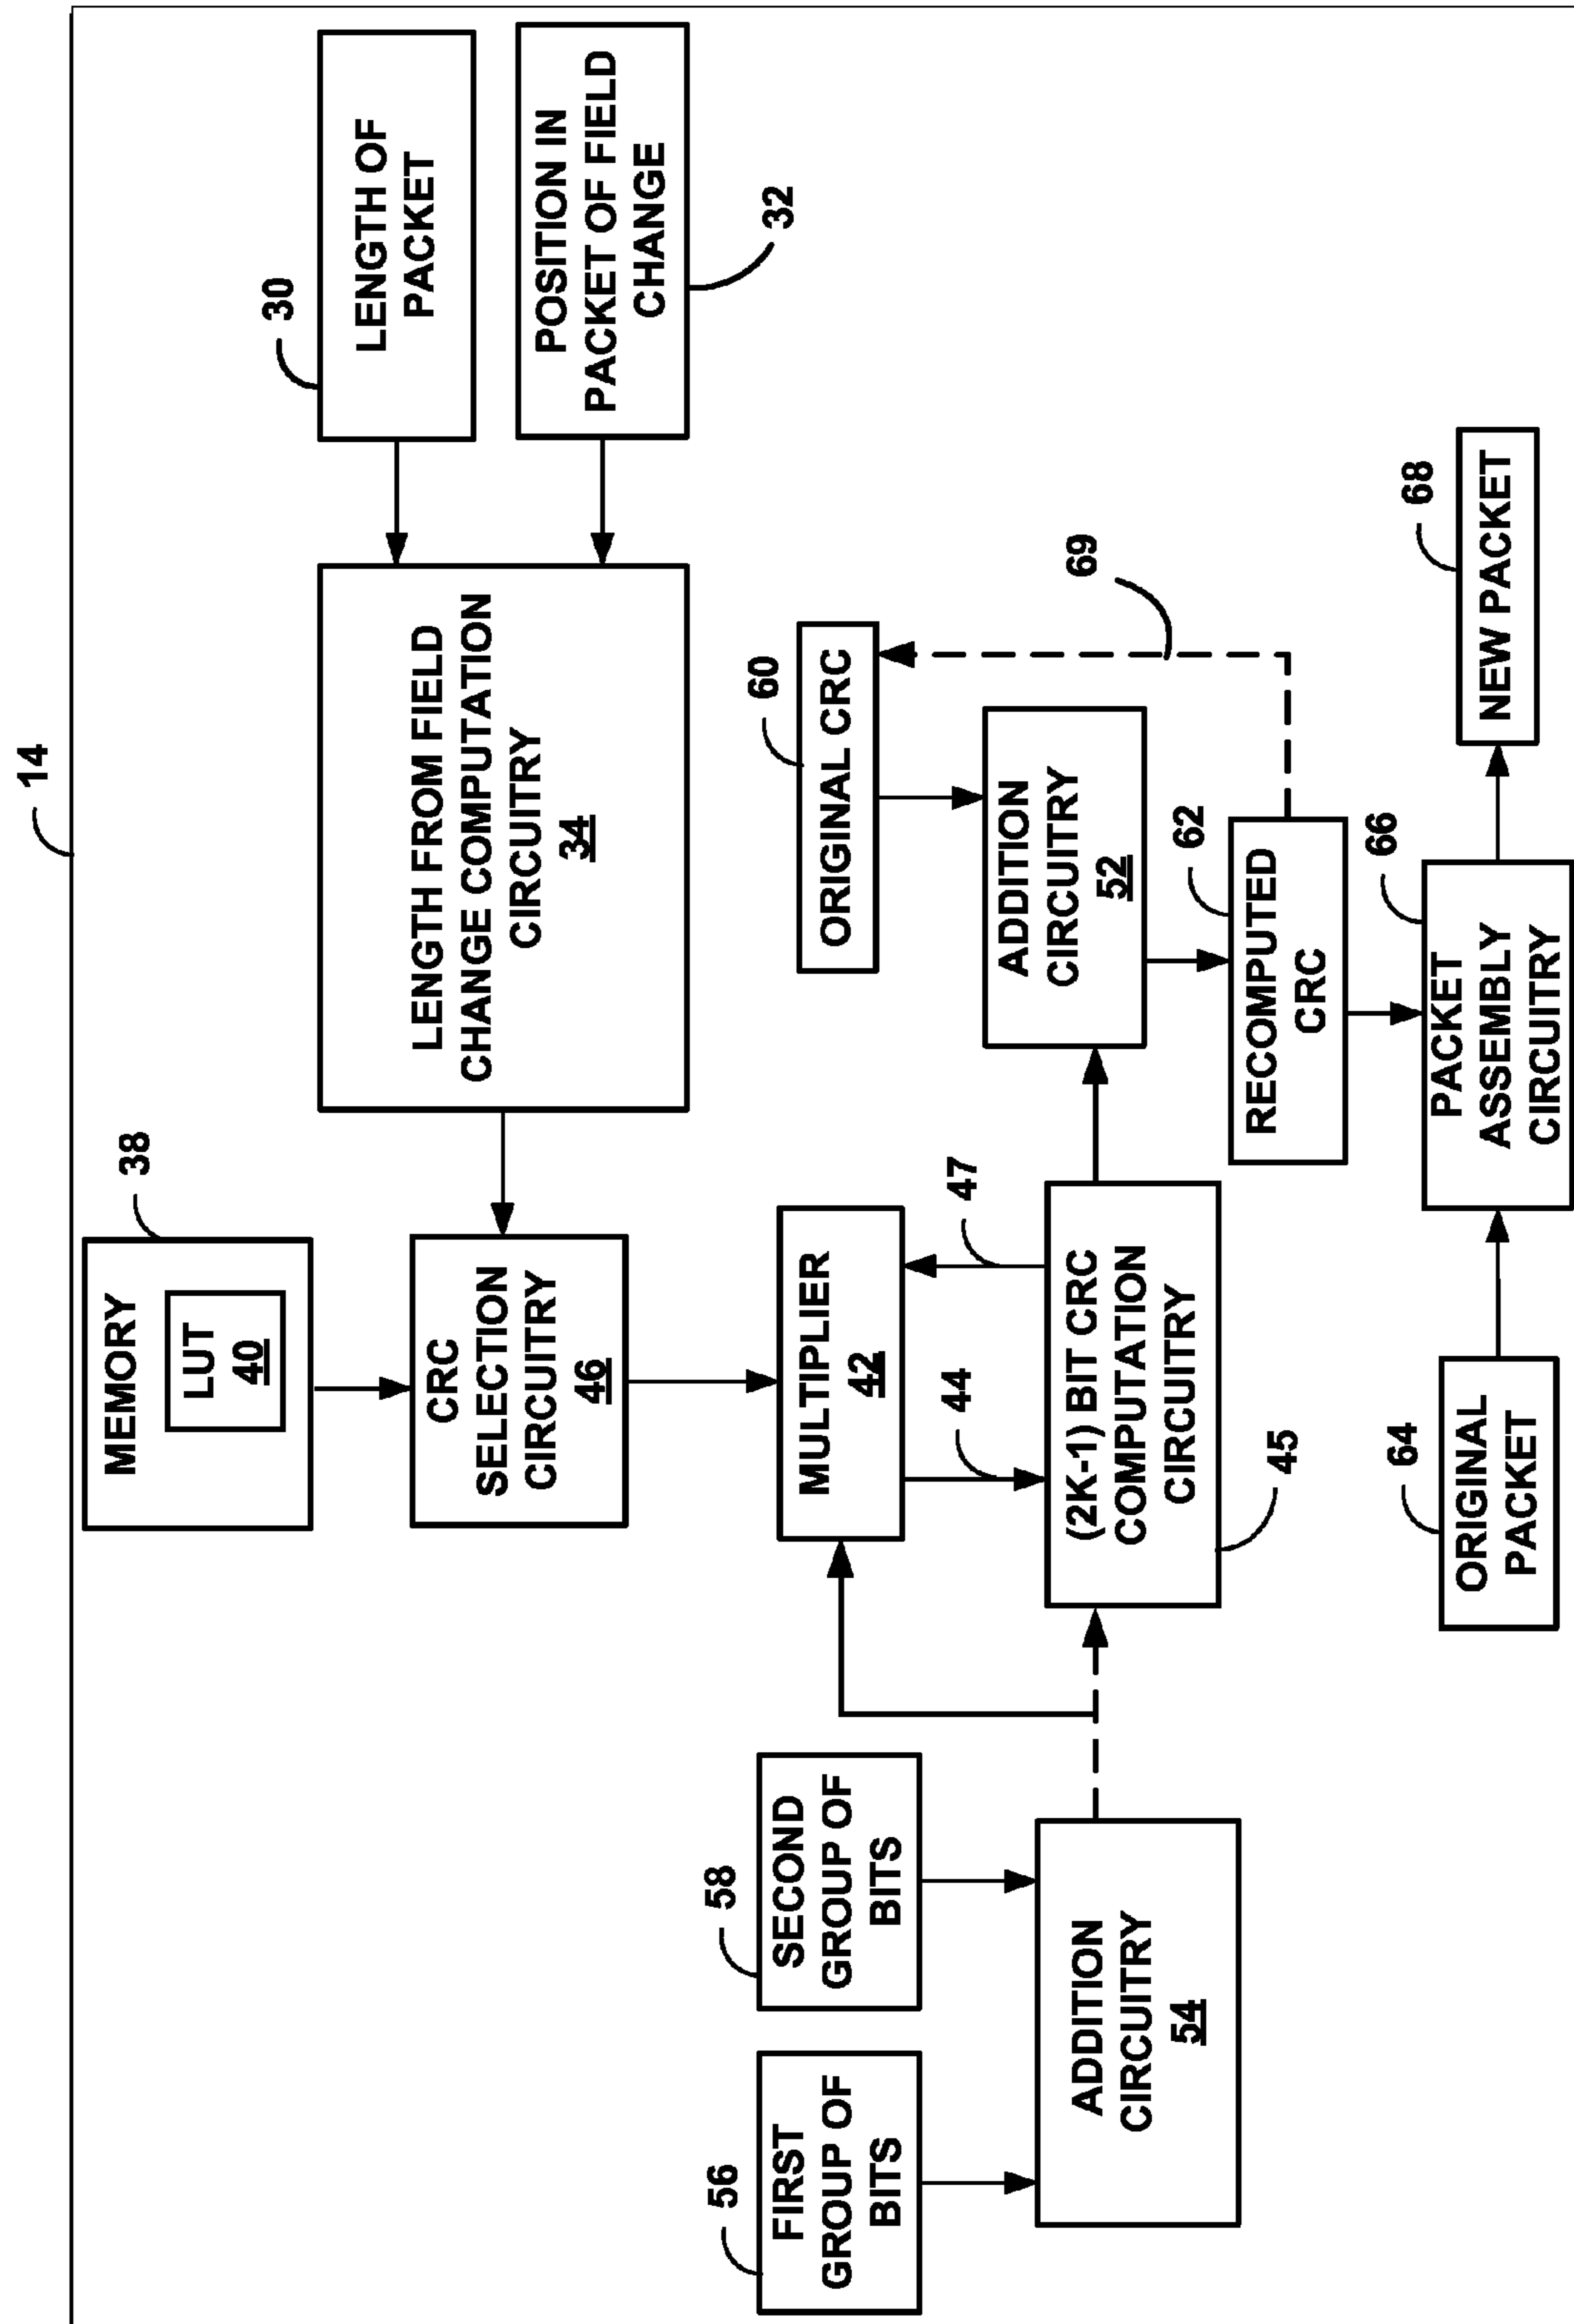 14
38
MEMORY
LUT
40
30
LENGTH OF
PACKET
LENGTH FROM FIELD
CHANGE COMPUTATION
CIRCUITRY
34
CRC
SELECTION
CIRCUITRY
46
POSITION IN
PACKET OF FIELD
CHANGE
32
56
FIRST
GROUP OF
BITS
58
SECOND
GROUP OF
BITS
MULTIPLIER
42
60
ORIGINAL CRC
44
47
69
ADDITION
CIRCUITRY
54
(2K-1) BIT CRC
COMPUTATION
CIRCUITRY
45
ADDITION
CIRCUITRY
52
62
RECOMPUTED
CRC
64
ORIGINAL
PACKET
66
PACKET
ASSEMBLY
CIRCUITRY
68
NEW PACKET